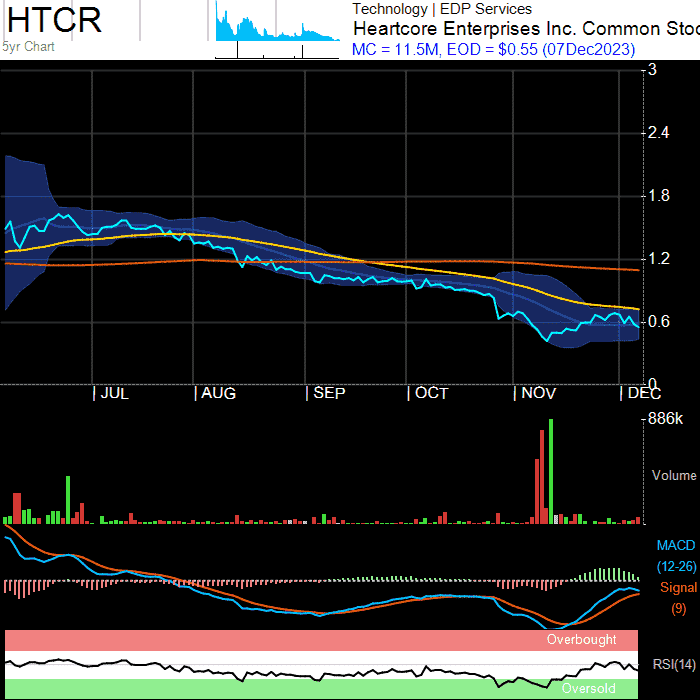 HTCR
5yr Chart
Technology | EDP Services
Heartcore Enterprises Inc. Common Stoc
MC = 11.5M, EOD = $0.55 (07Dec2023)
3
2.4
1.8
1.2
0.6
0
| JUL | AUG | SEP | OCT | NOV | DEC
886k
Volume
MACD
(12-26)
Signal
(9)
Overbought
RSI(14)
Oversold